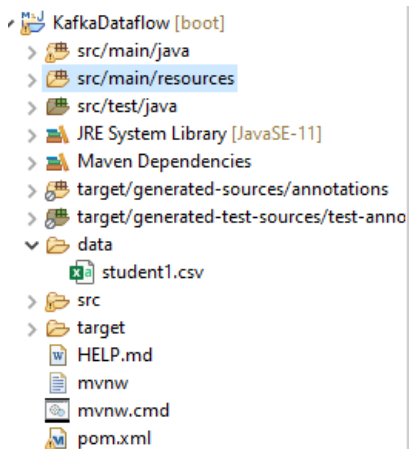 KafkaDataflow [boot]
src/main/java
src/main/resources
src/test/java
JRE System Library [JavaSE-11]
Maven Dependencies
target/generated-sources/annotations
target/generated-test-sources/test-anno
data
student1.csv
src
target
HELP.md
mvnw
mvnw.cmd
pom.xml